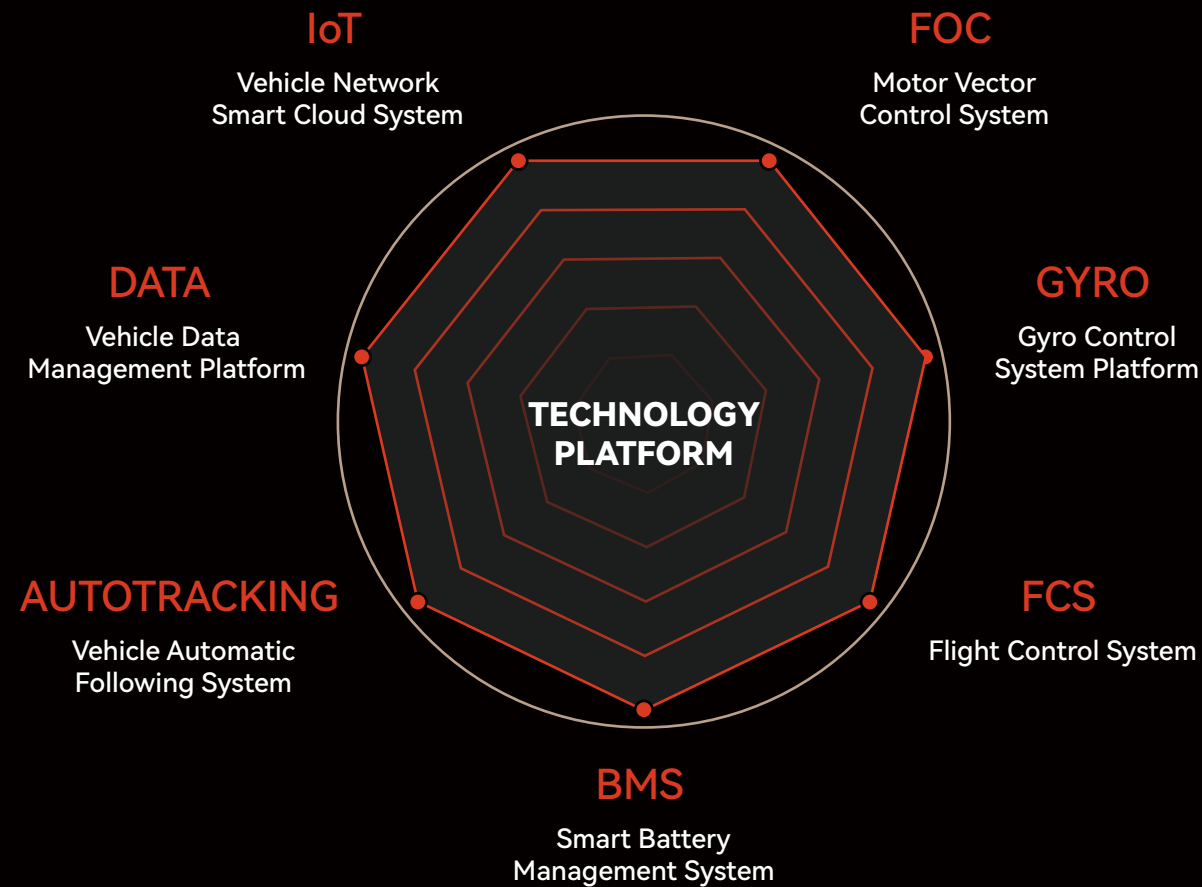 IoT
Vehicle Network
Smart Cloud System
FOC
Motor Vector
Control System
DATA
Vehicle Data
Management Platform
GYRO
Gyro Control
System Platform
TECHNOLOGY
PLATFORM
AUTOTRACKING
Vehicle Automatic
Following System
FCS
Flight Control System
BMS
Smart Battery
Management System